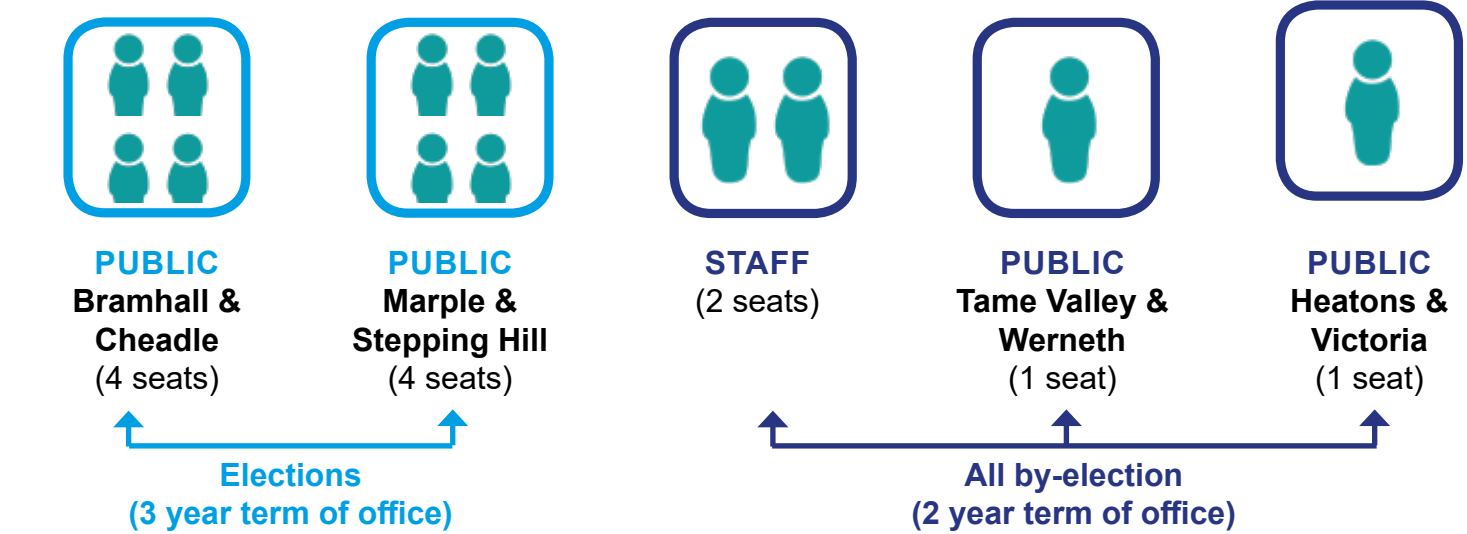 PUBLIC
Bramhall &
Cheadle
(4 seats)
PUBLIC
Marple &
Stepping Hill
(4 seats)
STAFF
(2 seats)
PUBLIC
Tame Valley &
Werneth
(1 seat)
PUBLIC
Heatons &
Victoria
(1 seat)
Elections
(3 year term of office)
All by-election
(2 year term of office)